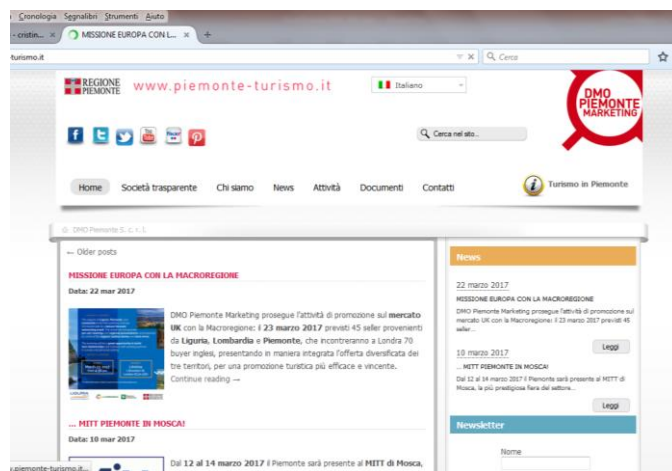 Cronologia Segnalibri Strumenti Aiuto
- cristin... × MISSIONE EUROPA CON L... × +
-turismo.it
Cerca
REGIONE
PIEMONTE
www.piemonte-turismo.it
Italiano
DMO
PIEMONTE
MARKETING
Cerca nel sito...
Home Società trasparente Chi siamo News Attività Documenti Contatti
Turismo in Piemonte
DMO Piemonte S. c. r. l.
← Older posts
MISSIONE EUROPA CON LA MACROREGIONE
Data: 22 mar 2017
DMO Piemonte Marketing prosegue l'attività di promozione sul mercato
UK con la Macroregione: il 23 marzo 2017 previsti 45 seller provenienti
da Liguria, Lombardia e Piemonte, che incontreranno a Londra 70
buyer inglesi, presentando in maniera integrata l'offerta diversificata dei
tre territori, per una promozione turistica più efficace e vincente.
Continue reading →
... MITT PIEMONTE IN MOSCA!
Data: 10 mar 2017
Dal 12 al 14 marzo 2017 il Piemonte sarà presente al MITT di Mosca,
News
22 marzo 2017
MISSIONE EUROPA CON LA MACROREGIONE
DMO Piemonte Marketing prosegue l'attività di promozione sul
mercato UK con la Macroregione: il 23 marzo 2017 previsti 45
seller...
Leggi
10 marzo 2017
... MITT PIEMONTE IN MOSCA!
Dal 12 al 14 marzo 2017 il Piemonte sarà presente al MITT di
Mosca, la più prestigiosa fiera del settore...
Leggi
Newsletter
Nome
.piemonte-turismo.it...